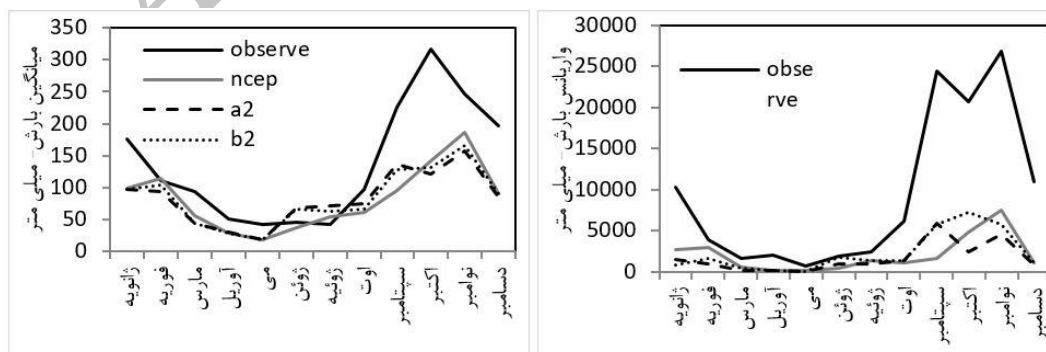 میانگین بارش- میلی متر
350
300
250
200
150
100
50
0
observe
ncep
a2
b2
ژانویه
فوریه
مارس
آوریل
می
ژوئن
ژوئیه
اوت
سپتامبر
اکتبر
نوامبر
دسامبر
واریانس بارش- میلی متر
30000
25000
20000
15000
10000
5000
0
obse
rve
ژانویه
فوریه
مارس
آوریل
می
ژوئن
ژوئیه
اوت
سپتامبر
اکتبر
نوامبر
دسامبر